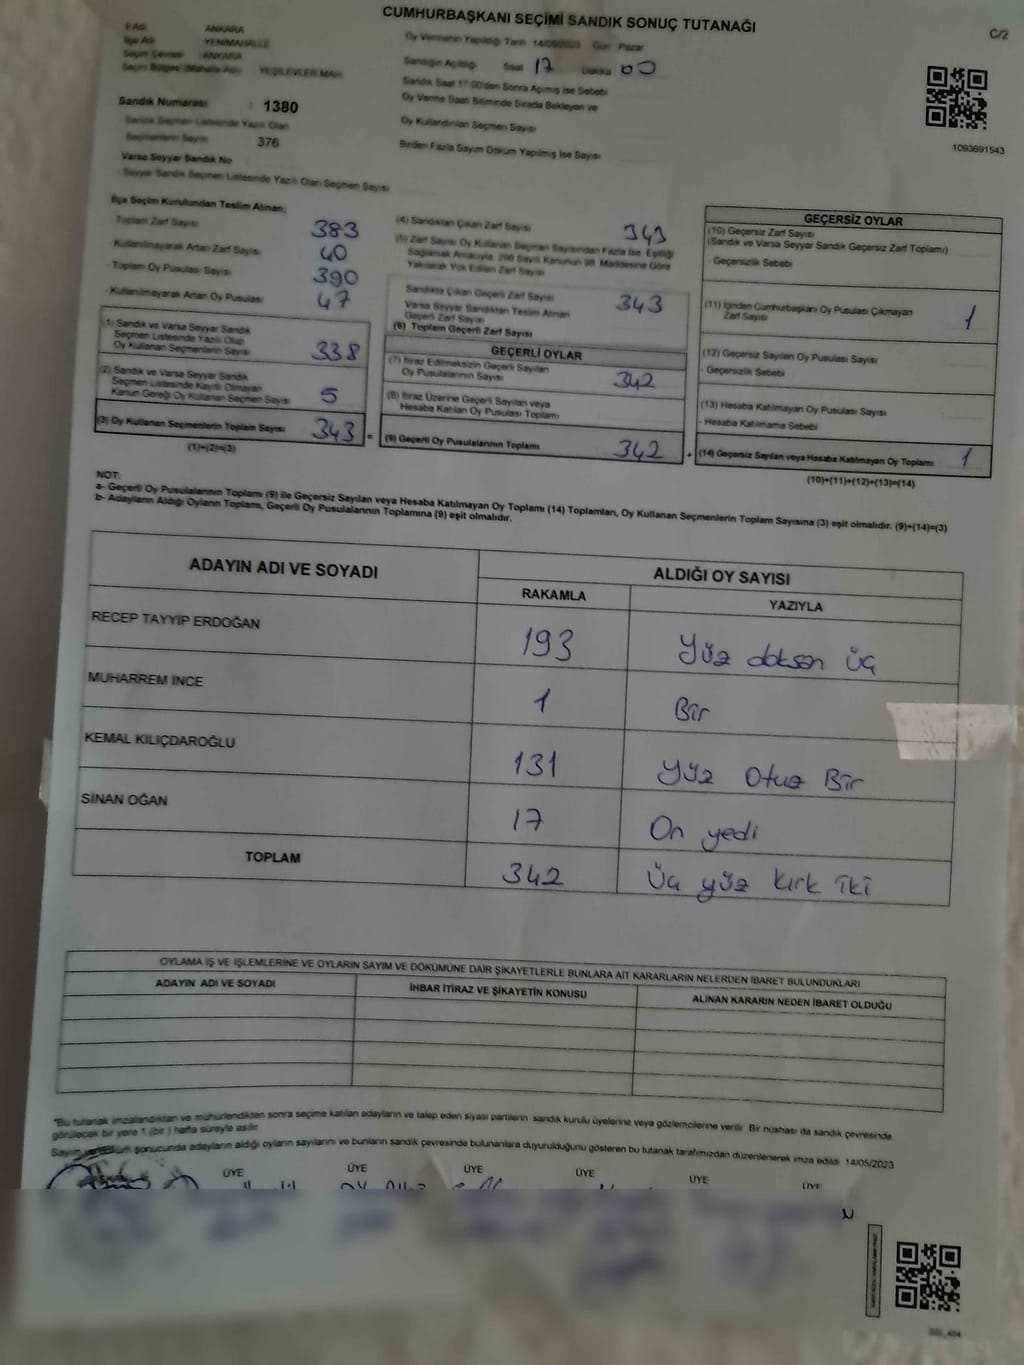 CUMHURBAŞKANI SEÇİMİ SANDIK SONUÇ TUTANAĞI
C/2
İl Adı ANKARA
İlçe Adı YENİMAHALLE
Seçim Çevresi ANKARA
Seçim Bölgesi (Mahalle Adı) YEŞİLEVLER MAH.
Sandık Numarası : 1380
Sandık Seçmen Listesinde Yazılı Olan
Seçmenlerin Sayısı 376
Varsa Seyyar Sandık No
Seyyar Sandık Seçmen Listesinde Yazılı Olan Seçmen Sayısı
Oy Vermenin Yapıldığı Tarih 14/05/2023 Gün Pazar
Sandığın Açıldığı Saat 17 Dakika 00
Sandık Saat 17:00'den Sonra Açılmış İse Sebebi
Oy Verme Saati Bitiminde Sırada Bekleyen ve
Oy Kullandırılan Seçmen Sayısı
Birden Fazla Sayım Döküm Yapılmış İse Sayısı
1093691543
İlçe Seçim Kurulundan Teslim Alınan;
Toplam Zarf Sayısı 383
- Kullanılmayarak Artan Zarf Sayısı 40
Toplam Oy Pusulası Sayısı 390
- Kullanılmayarak Artan Oy Pusulası 47
(1) Sandık ve Varsa Seyyar Sandık
Seçmen Listesinde Yazılı Olup
Oy Kullanan Seçmenlerin Sayısı 338
(2) Sandık ve Varsa Seyyar Sandık
Seçmen Listesinde Kayıtlı Olmayan
Kanun Gereği Oy Kullanan Seçmen Sayısı 5
(3) Oy Kullanan Seçmenlerin Toplam Sayısı 343 =
(1)+(2)=(3)
(4) Sandıktan Çıkan Zarf Sayısı 343
(5) Zarf Sayısı Oy Kullanan Seçmen Sayısından Fazla İse, Eşitliği
Sağlamak Amacıyla, 298 Sayılı Kanunun 98. Maddesine Göre
Yakılarak Yok Edilen Zarf Sayısı
Sandıkta Çıkan Geçerli Zarf Sayısı 343
Varsa Seyyar Sandıktan Teslim Alınan
Geçerli Zarf Sayısı
(6) Toplam Geçerli Zarf Sayısı
GEÇERLİ OYLAR
(7) İtiraz Edilmeksizin Geçerli Sayılan
Oy Pusulalarının Sayısı 342
(8) İtiraz Üzerine Geçerli Sayılan veya
Hesaba Katılan Oy Pusulası Toplamı
(9) Geçerli Oy Pusulalarının Toplamı 342 +
GEÇERSİZ OYLAR
(10) Geçersiz Zarf Sayısı
(Sandık ve Varsa Seyyar Sandık Geçersiz Zarf Toplamı)
- Geçersizlik Sebebi
(11) İçinden Cumhurbaşkanı Oy Pusulası Çıkmayan
Zarf Sayısı 1
(12) Geçersiz Sayılan Oy Pusulası Sayısı
- Geçersizlik Sebebi
(13) Hesaba Katılmayan Oy Pusulası Sayısı
- Hesaba Katılmama Sebebi
(14) Geçersiz Sayılan veya Hesaba Katılmayan Oy Toplamı 1
(10)+(11)+(12)+(13)=(14)
NOT:
a- Geçerli Oy Pusulalarının Toplamı (9) ile Geçersiz Sayılan veya Hesaba Katılmayan Oy Toplamı (14) Toplamları, Oy Kullanan Seçmenlerin Toplam Sayısına (3) eşit olmalıdır. (9)+(14)=(3)
b- Adayların Aldığı Oyların Toplamı, Geçerli Oy Pusulalarının Toplamına (9) eşit olmalıdır.
ADAYIN ADI VE SOYADI ALDIĞI OY SAYISI
RAKAMLA YAZIYLA
RECEP TAYYİP ERDOĞAN 193 Yüz doksan üç
MUHARREM İNCE 1 Bir
KEMAL KILIÇDAROĞLU 131 yüz Otuz Bir
SİNAN OĞAN 17 On yedi
TOPLAM 342 Üç yüz kırk iki
OYLAMA İŞ VE İŞLEMLERİNE VE OYLARIN SAYIM VE DÖKÜMÜNE DAİR ŞİKAYETLERLE BUNLARA AİT KARARLARIN NELERDEN İBARET BULUNDUKLARI
ADAYIN ADI VE SOYADI İHBAR İTİRAZ VE ŞİKAYETİN KONUSU ALINAN KARARIN NEDEN İBARET OLDUĞU
"Bu tutanak imzalandıktan ve mühürlendikten sonra seçime katılan adayların ve talep eden siyasi partilerin sandık kurulu üyelerine veya gözlemcilerine verilir. Bir nüshası da sandık çevresinde
görülecek bir yere 1 (bir) hafta süreyle asılır.
Sayım ve döküm sonucunda adayların aldığı oyların sayılarını ve bunların sandık çevresinde bulunanlara duyurulduğunu gösteren bu tutanak tarafımızdan düzenlenerek imza edildi. 14/05/2023
ÜYE ÜYE ÜYE ÜYE ÜYE ÜYE